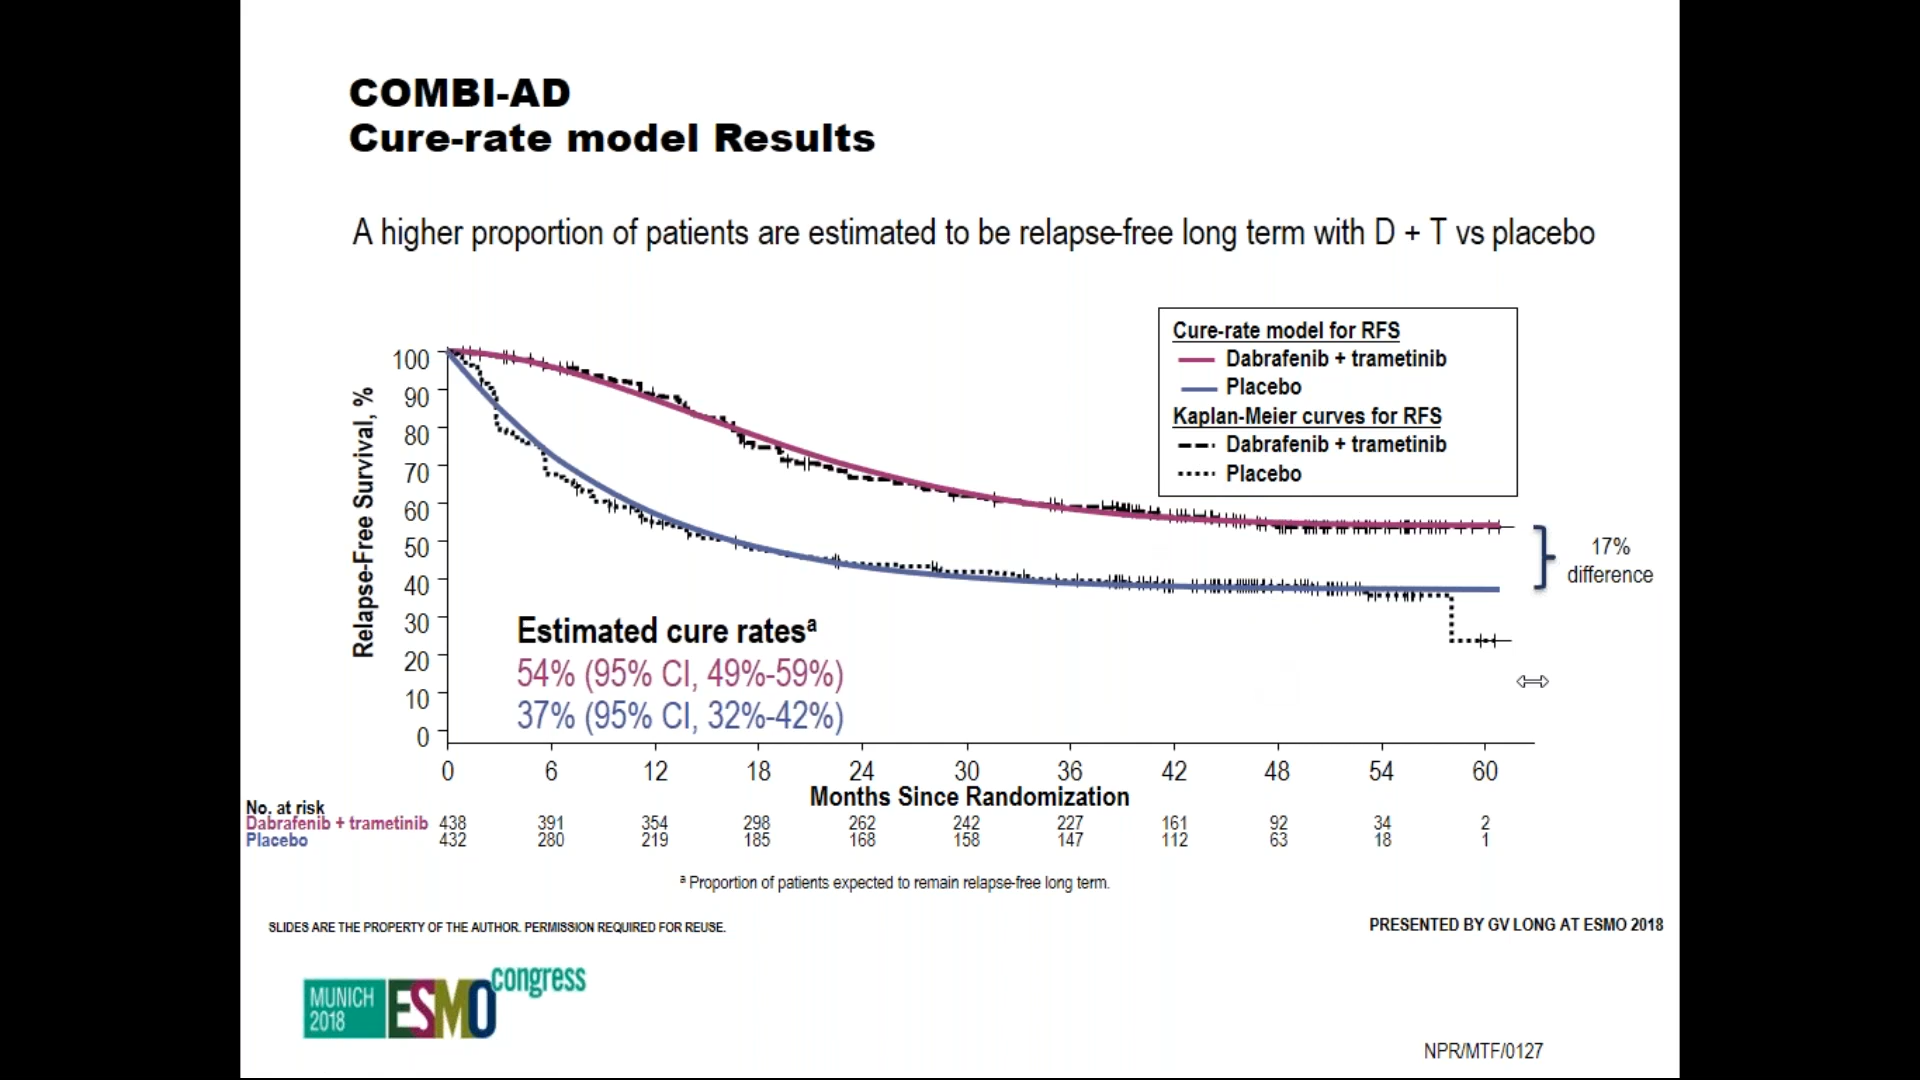 COMBI-AD
Cure-rate model Results
A higher proportion of patients are estimated to be relapse-free long term with D + T vs placebo
Cure-rate model for RFS
Dabrafenib + trametinib
Placebo
Kaplan-Meier curves for RFS
Dabrafenib + trametinib
Placebo
Relapse-Free Survival, %
100
90
80
70
60
50
40
30
20
10
0
17%
difference
Estimated cure ratesª
54% (95% CI, 49%-59%)
37% (95% CI, 32%-42%)
0 6 12 18 24 30 36 42 48 54 60
Months Since Randomization
No. at risk
Dabrafenib + trametinib 438 391 354 298 262 242 227 161 92 34 2
Placebo 432 280 219 185 168 158 147 112 63 18 1
ª Proportion of patients expected to remain relapse-free long term.
SLIDES ARE THE PROPERTY OF THE AUTHOR. PERMISSION REQUIRED FOR REUSE.
PRESENTED BY GV LONG AT ESMO 2018
MUNICH
2018
ESMO congress
NPR/MTF/0127